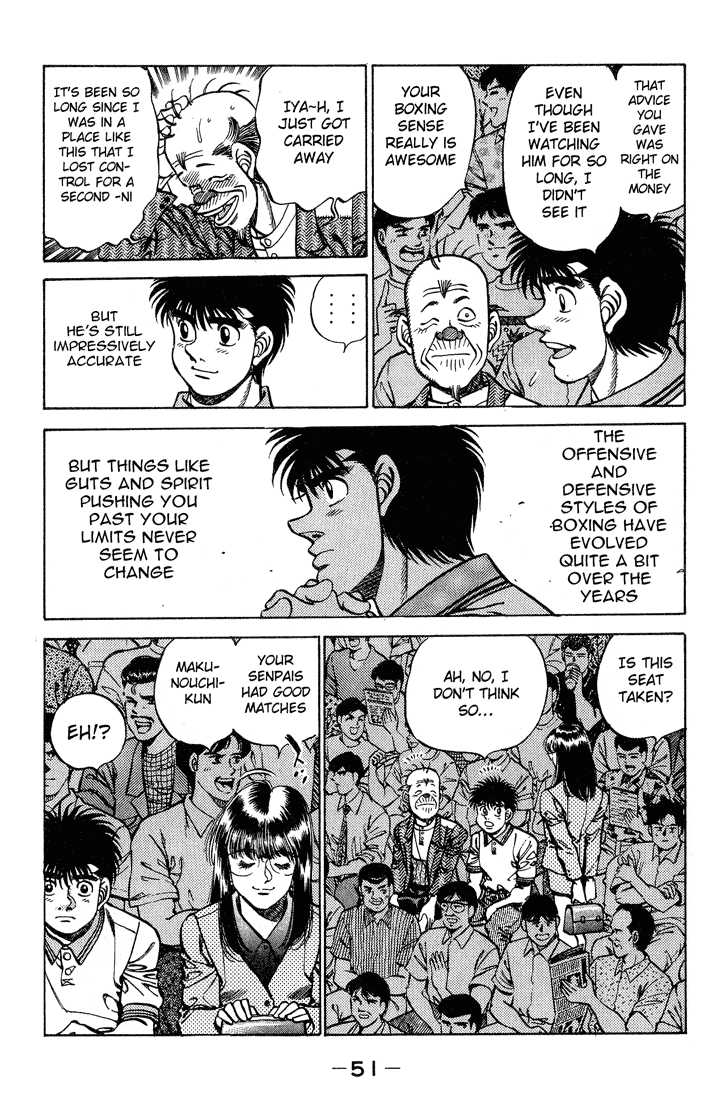 THAT
ADVICE
YOU
GAVE
WAS
RIGHT ON
THE
MONEY
EVEN
THOUGH
I'VE BEEN
WATCHING
HIM FOR SO
LONG, I
DIDN'T
SEE IT
YOUR
BOXING
SENSE
REALLY IS
AWESOME
IYA~H, I
JUST GOT
CARRIED
AWAY
IT'S BEEN SO
LONG SINCE I
WAS IN A
PLACE LIKE
THIS THAT I
LOST CON-
TROL FOR A
SECOND -NI
BUT
HE'S STILL
IMPRESSIVELY
ACCURATE
THE
OFFENSIVE
AND
DEFENSIVE
STYLES OF
BOXING HAVE
EVOLVED
QUITE A BIT
OVER THE
YEARS
BUT THINGS LIKE
GUTS AND SPIRIT
PUSHING YOU
PAST YOUR
LIMITS NEVER
SEEM TO
CHANGE
IS THIS
SEAT
TAKEN?
AH, NO, I
DON'T THINK
SO...
YOUR
SENPAIS
HAD GOOD
MATCHES
MAKU-
NOUCHI-
KUN
EH!?
-51-